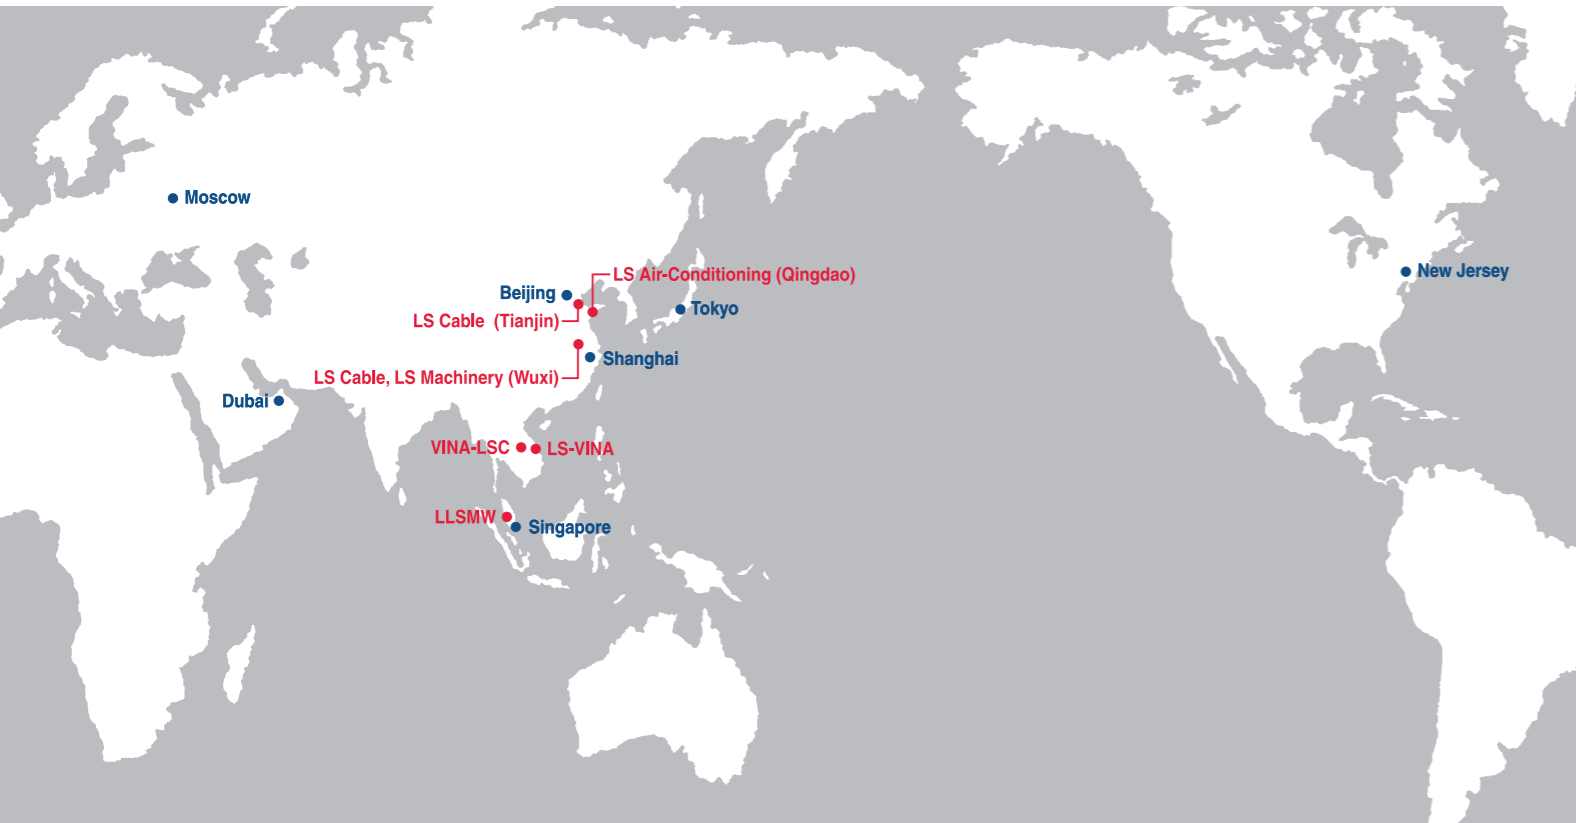 Moscow
LS Air-Conditioning (Qingdao)
New Jersey
Beijing
Tokyo
LS Cable (Tianjin)
Shanghai
LS Cable, LS Machinery (Wuxi)
Dubai
VINA-LSC
LS-VINA
LLSMW
Singapore